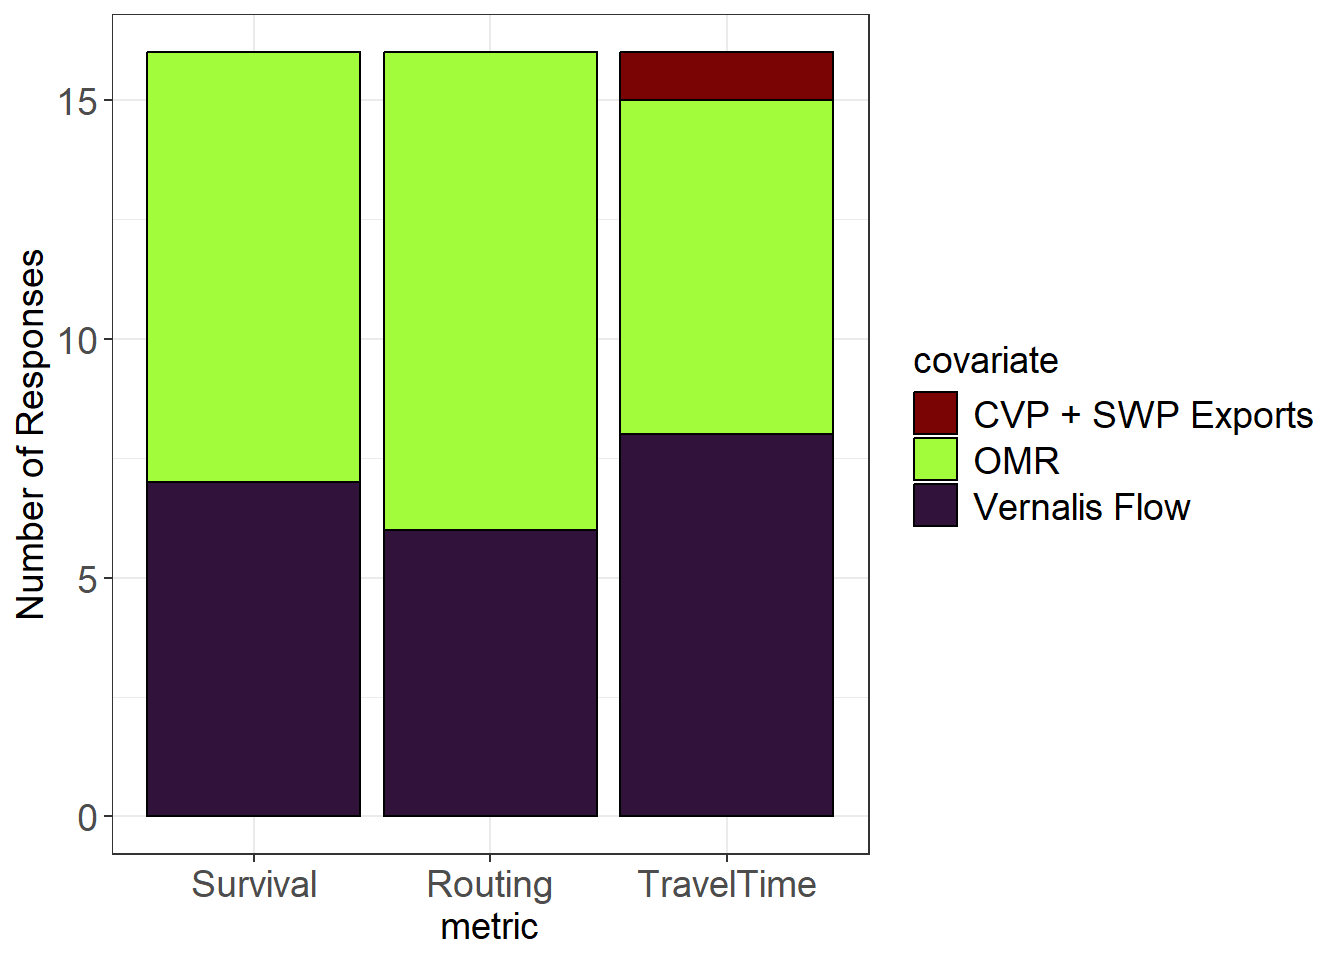 Number of Responses
15
10
5
0
Survival
Routing
TravelTime
metric
covariate
CVP + SWP Exports
OMR
Vernalis Flow